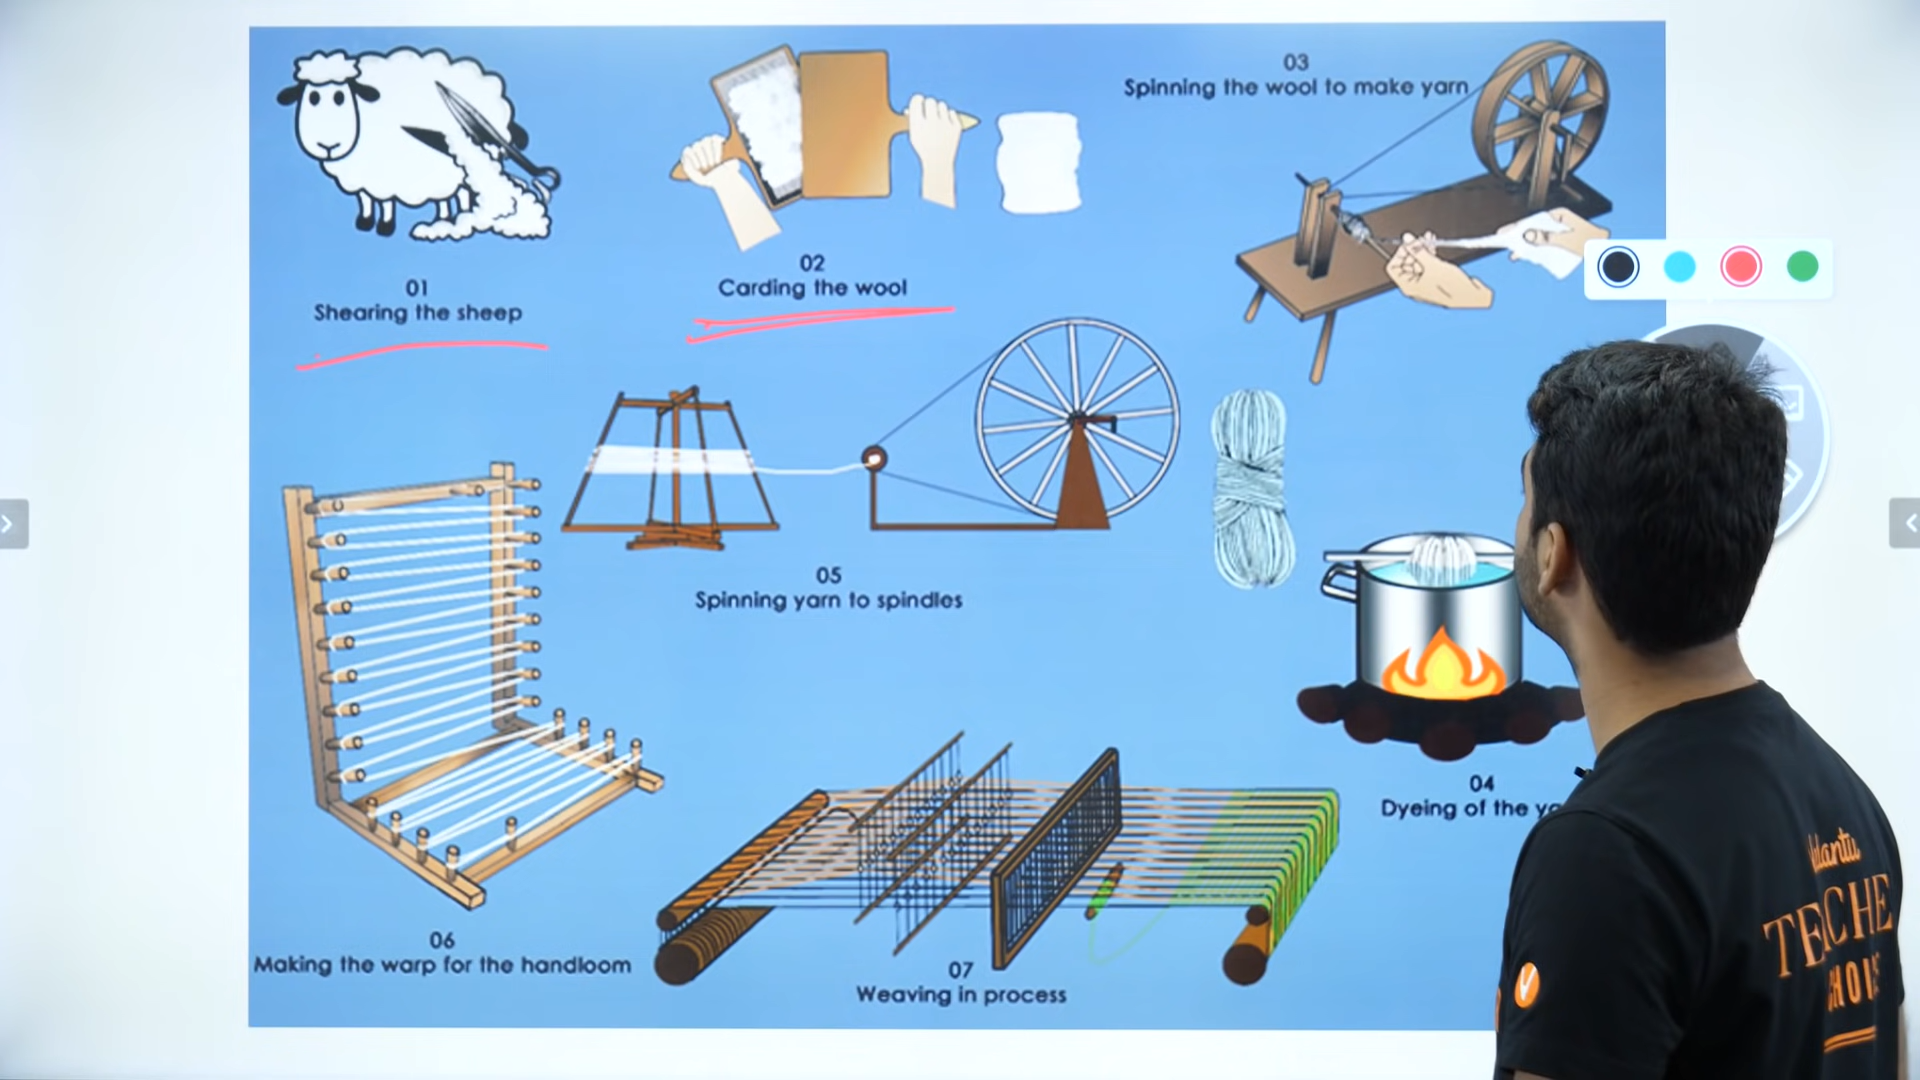 01
Shearing the sheep
02
Carding the wool
03
Spinning the wool to make yarn
05
Spinning yarn to spindles
04
Dyeing of the
06
Making the warp for the handloom
07
Weaving in process